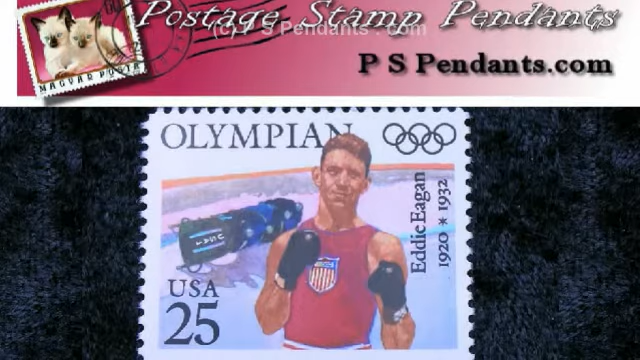 Postage Stamp Pendants
(c) P S Pendants . com
P S Pendants.com
MAGYAR POSTA
OLYMPIAN
Eddie Eagan
1920 * 1932
USA
25